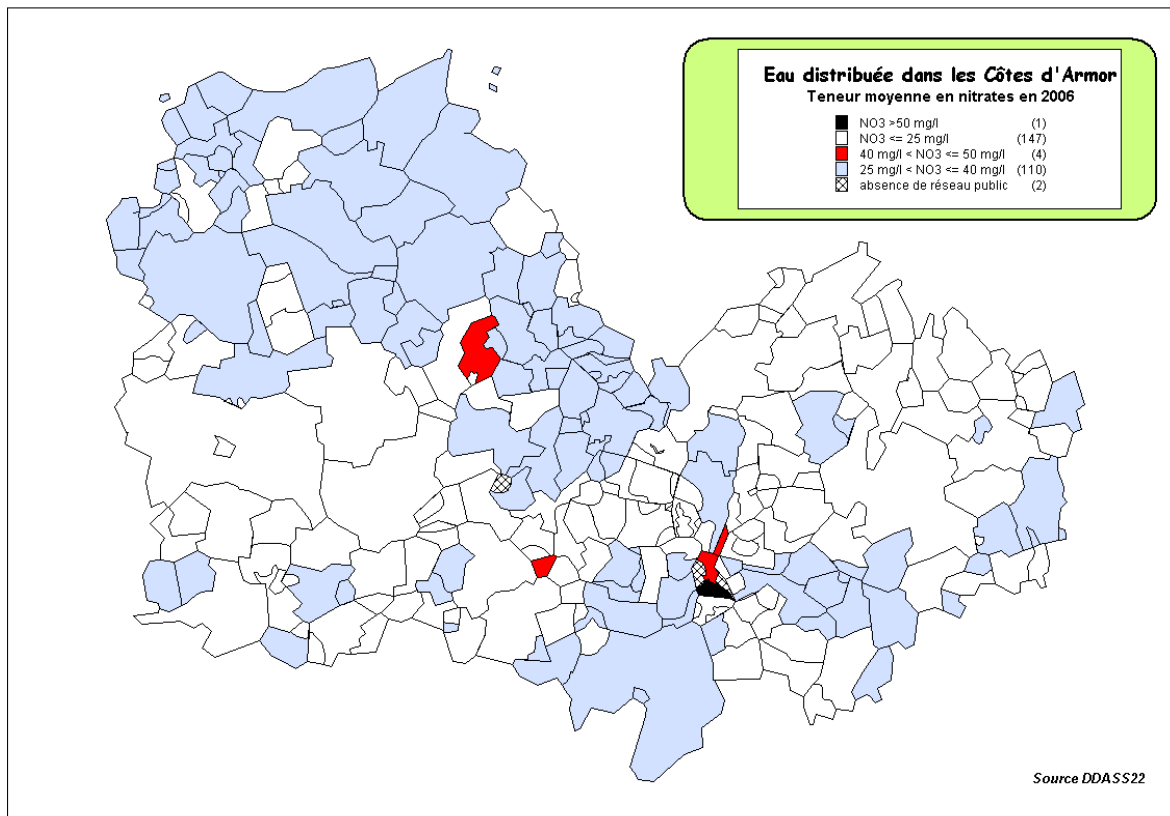 Eau distribuée dans les Côtes d'Armor
Teneur moyenne en nitrates en 2006
NO3 >50 mg/l (1)
NO3 <= 25 mg/l (147)
40 mg/l < NO3 <= 50 mg/l (4)
25 mg/l < NO3 <= 40 mg/l (110)
absence de réseau public (2)
Source DDASS22